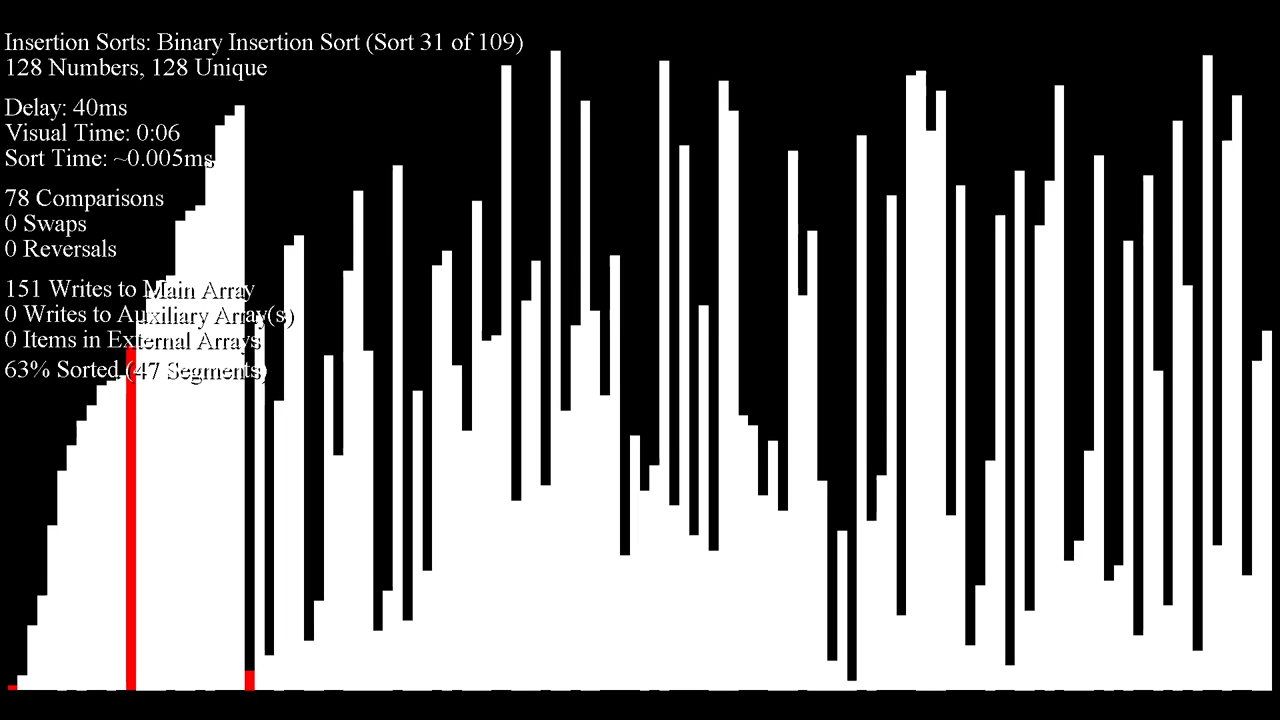 Insertion Sorts: Binary Insertion Sort (Sort 31 of 109)
128 Numbers, 128 Unique
Delay: 40ms
Visual Time: 0:06
Sort Time: ~0.005ms
78 Comparisons
0 Swaps
0 Reversals
151 Writes to Main Array
0 Writes to Auxiliary Array(s)
0 Items in External Arrays
63% Sorted (47 Segments)